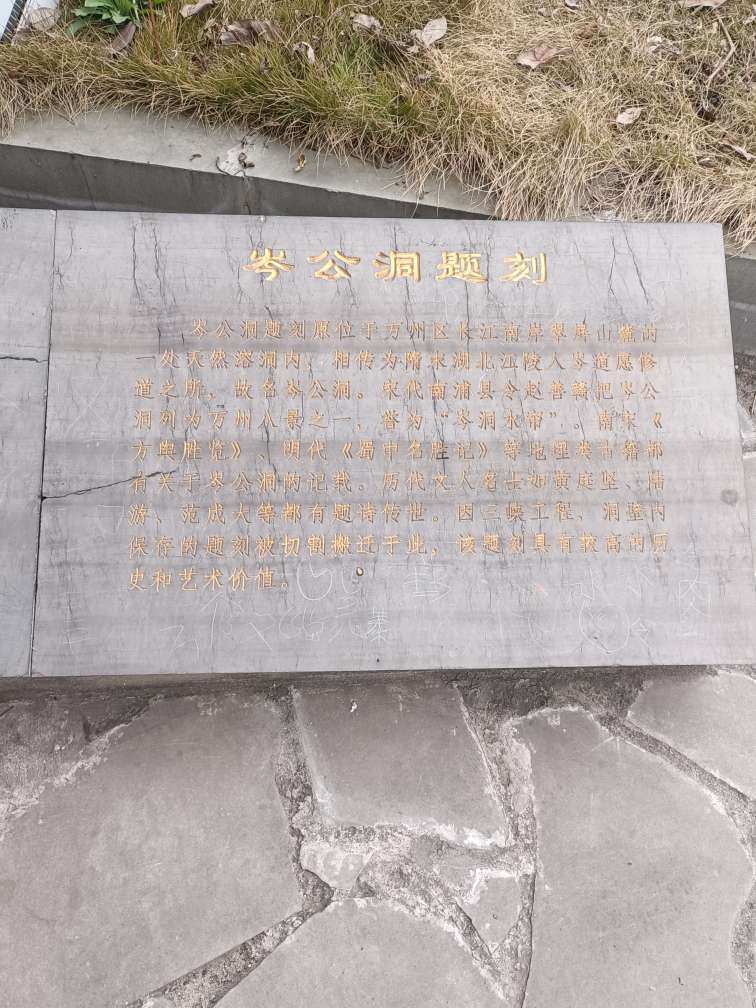 岑公洞题刻
岑公洞题刻原位于万州区长江南岸翠屏山麓的
一处天然溶洞内，相传为隋末湖北江陵人岑道愿修
道之所，故名岑公洞。宋代南浦县令赵善赣把岑公
洞列为万州八景之一，誉为“岑洞水帘”。南宋《
方舆胜览》、明代《蜀中名胜记》等地理类古籍都
有关于岑公洞的记载。历代文人名士如黄庭坚、陆
游、范成大等都有题诗传世。因三峡工程，洞壁内
保存的题刻被切割搬迁于此，该题刻具有较高的历
史和艺术价值。